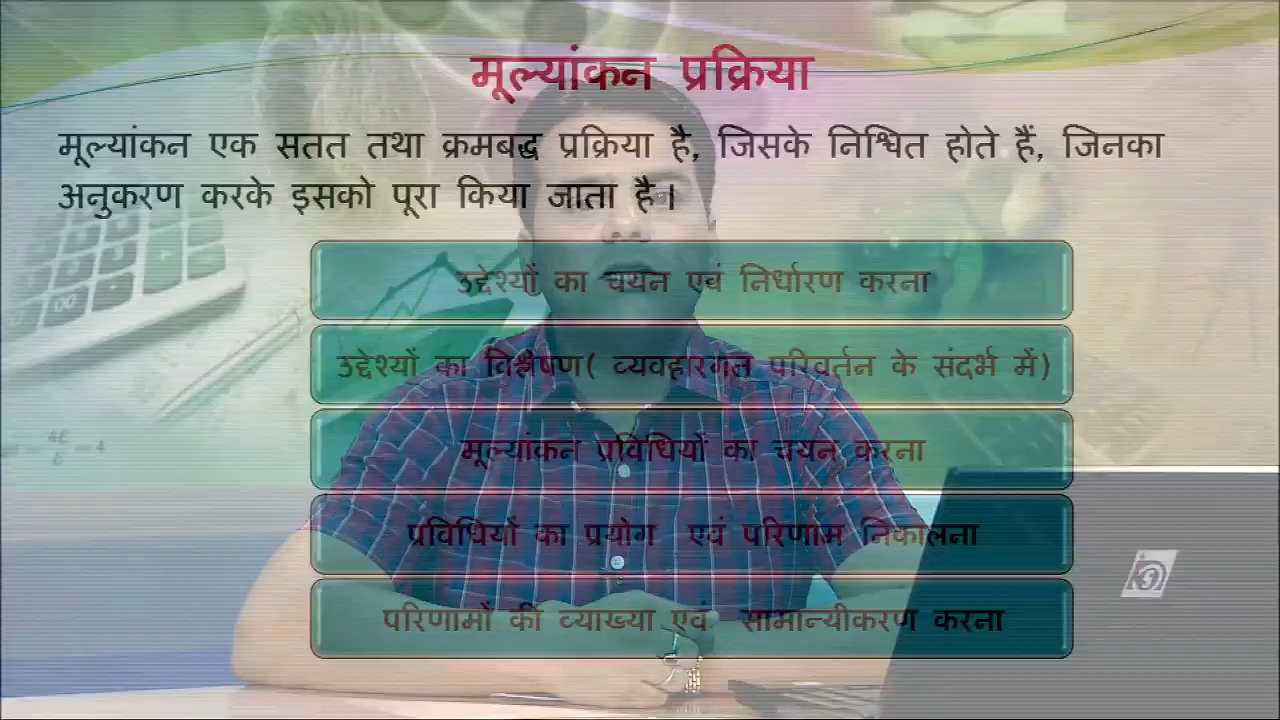 मूल्यांकन प्रक्रिया
मूल्यांकन एक सतत तथा क्रमबद्ध प्रक्रिया है, जिसके निश्चित होते हैं, जिनका
अनुकरण करके इसको पूरा किया जाता है।
उद्देश्यों का चयन एवं निर्धारण करना
उद्देश्यों का विश्लेषण( व्यवहारगत परिवर्तन के संदर्भ में)
मूल्यांकन प्रविधियों का चयन करना
प्रविधियों का प्रयोग एवं परिणाम निकालना
परिणामों की व्याख्या एवं सामान्यीकरण करना